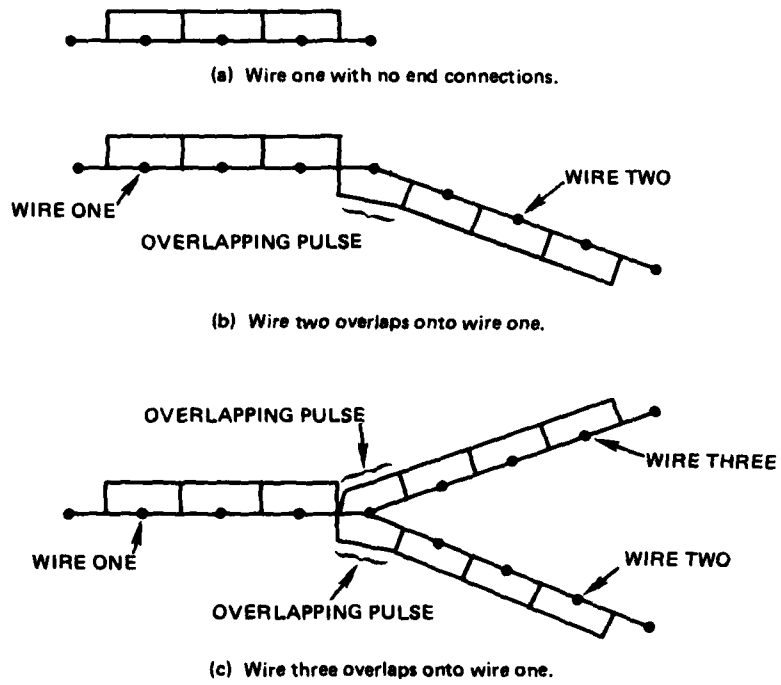 (a) Wire one with no end connections.
WIRE ONE
WIRE TWO
OVERLAPPING PULSE
(b) Wire two overlaps onto wire one.
OVERLAPPING PULSE
WIRE THREE
WIRE ONE
WIRE TWO
OVERLAPPING PULSE
(c) Wire three overlaps onto wire one.